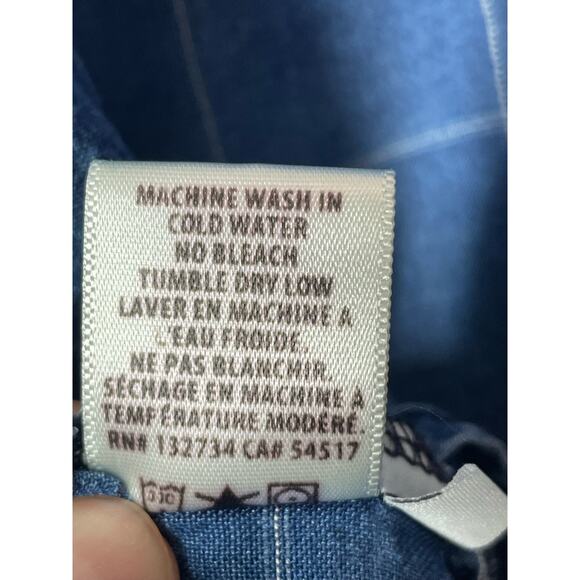 MACHINE WASH IN
COLD WATER
NO BLEACH
TUMBLE DRY LOW
LAVER EN MACHINE A
L'EAU FROIDE.
NE PAS BLANCHIR.
SÉCHAGE EN MACHINE A
TEMPÉRATURE MODÉRÉ.
RN# 132734 CA# 54517